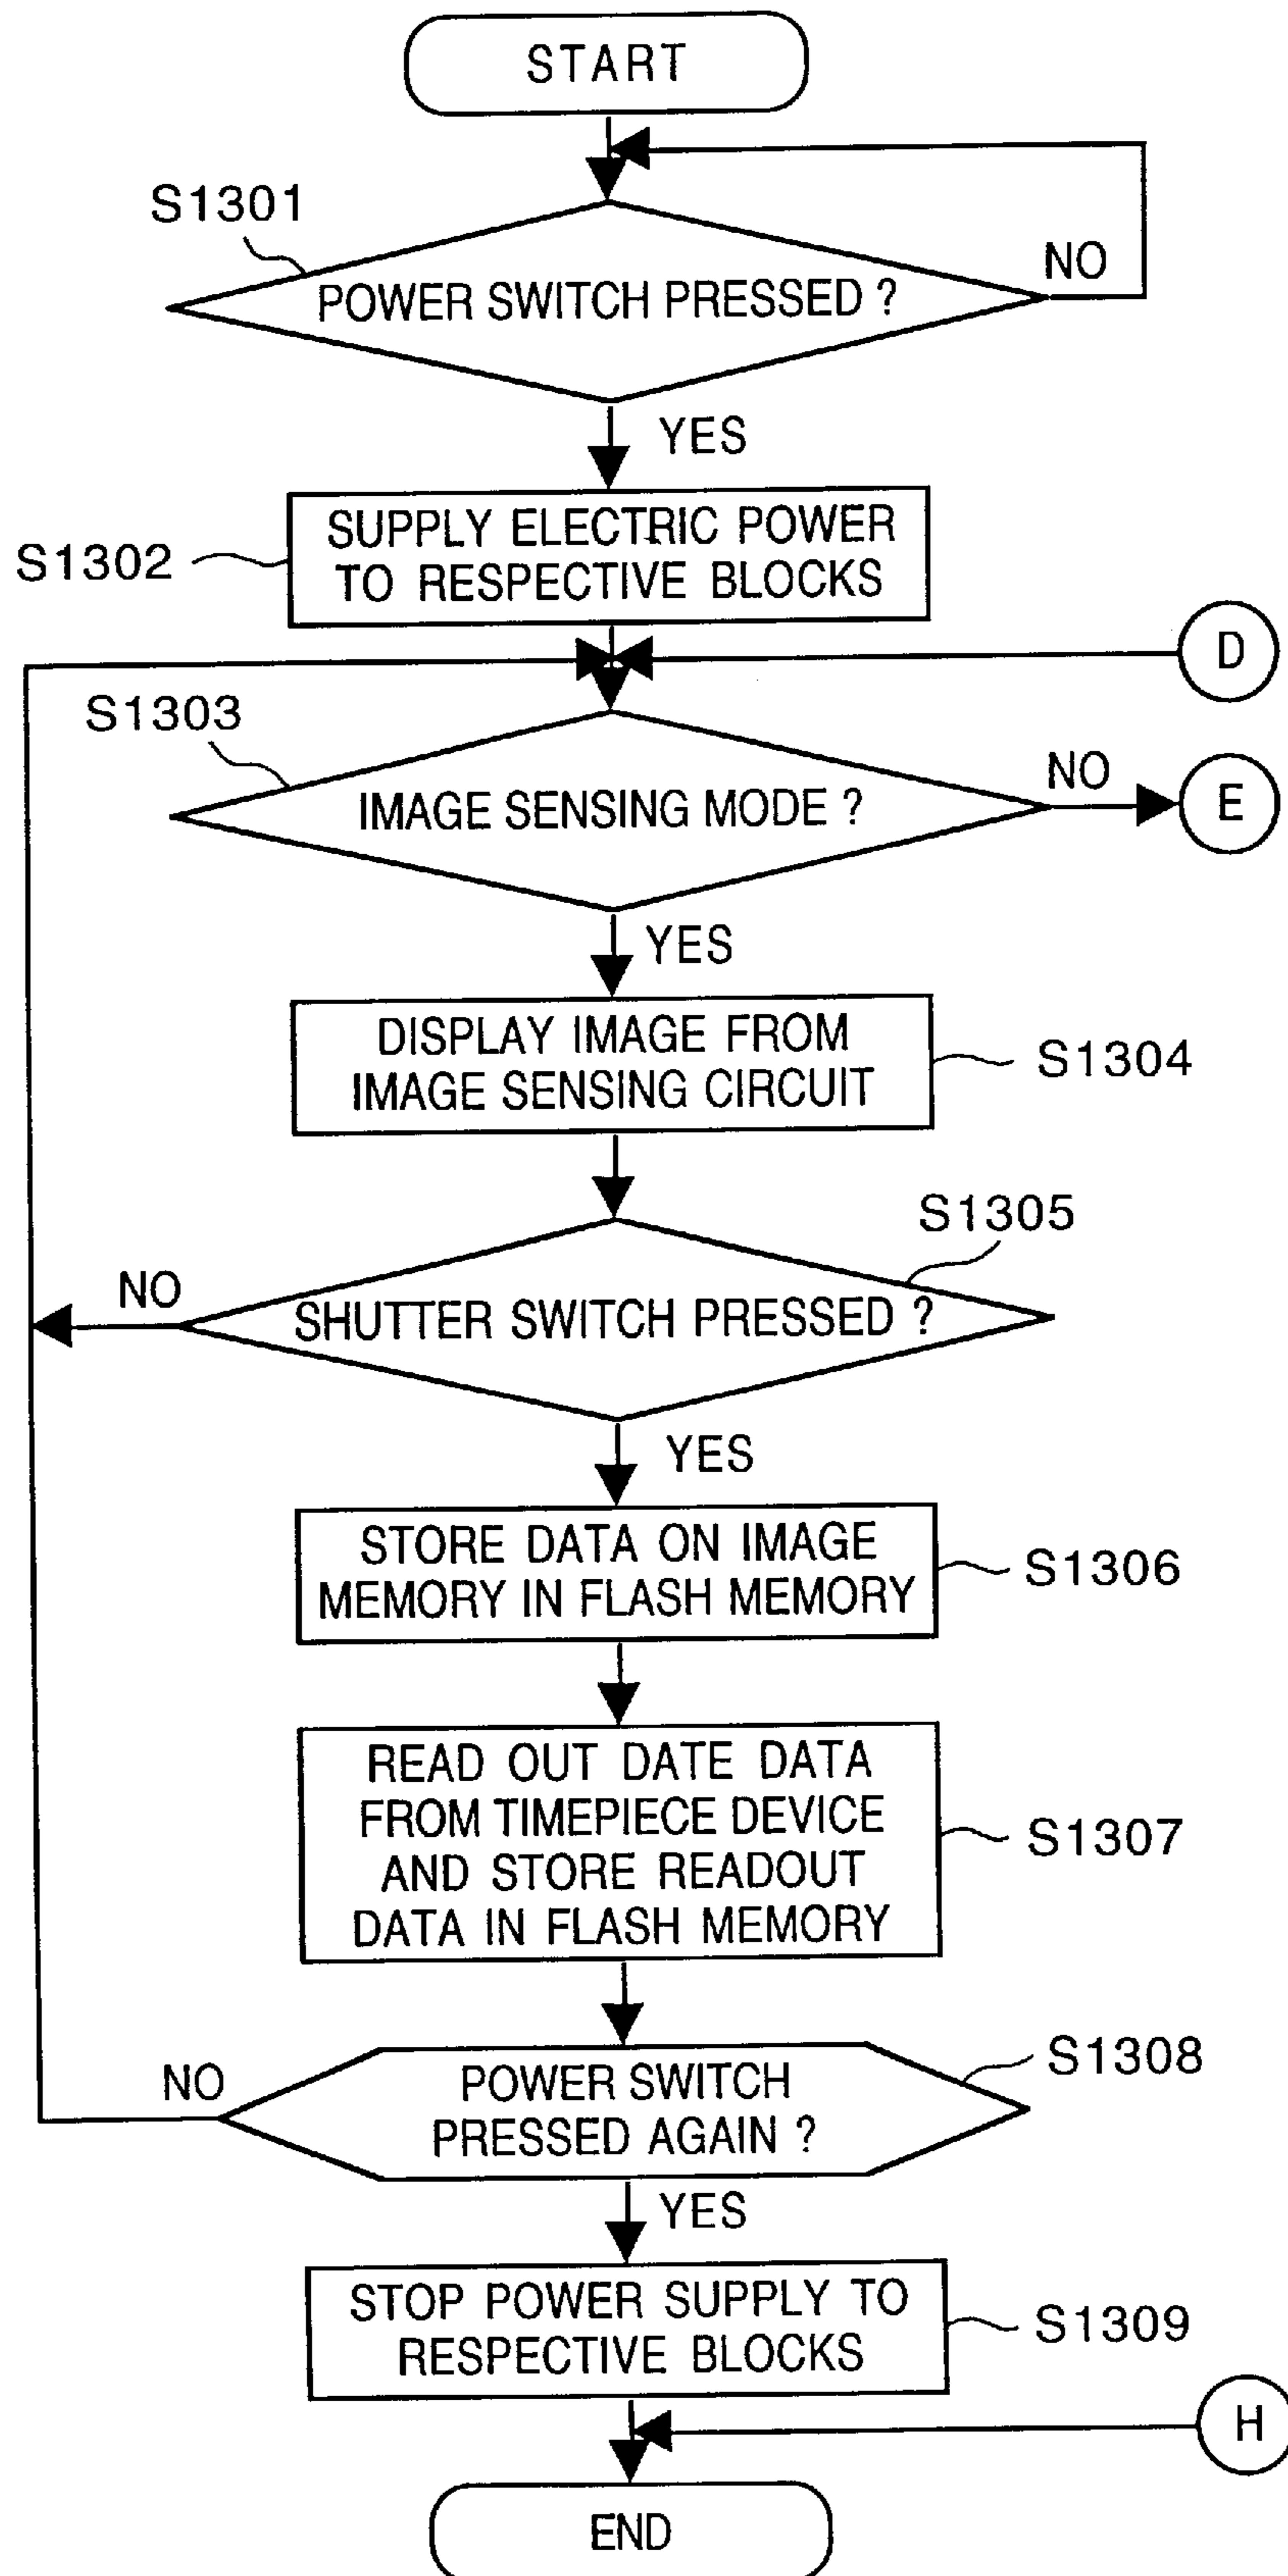 START
S1301
NO
POWER SWITCH PRESSED ?
YES
S1302
SUPPLY ELECTRIC POWER
TO RESPECTIVE BLOCKS
D
S1303
NO
IMAGE SENSING MODE ?
E
YES
DISPLAY IMAGE FROM
IMAGE SENSING CIRCUIT
S1304
S1305
NO
SHUTTER SWITCH PRESSED ?
YES
STORE DATA ON IMAGE
MEMORY IN FLASH MEMORY
S1306
READ OUT DATE DATA
FROM TIMEPIECE DEVICE
AND STORE READOUT
DATA IN FLASH MEMORY
S1307
S1308
NO
POWER SWITCH
PRESSED AGAIN ?
YES
STOP POWER SUPPLY TO
RESPECTIVE BLOCKS
S1309
H
END